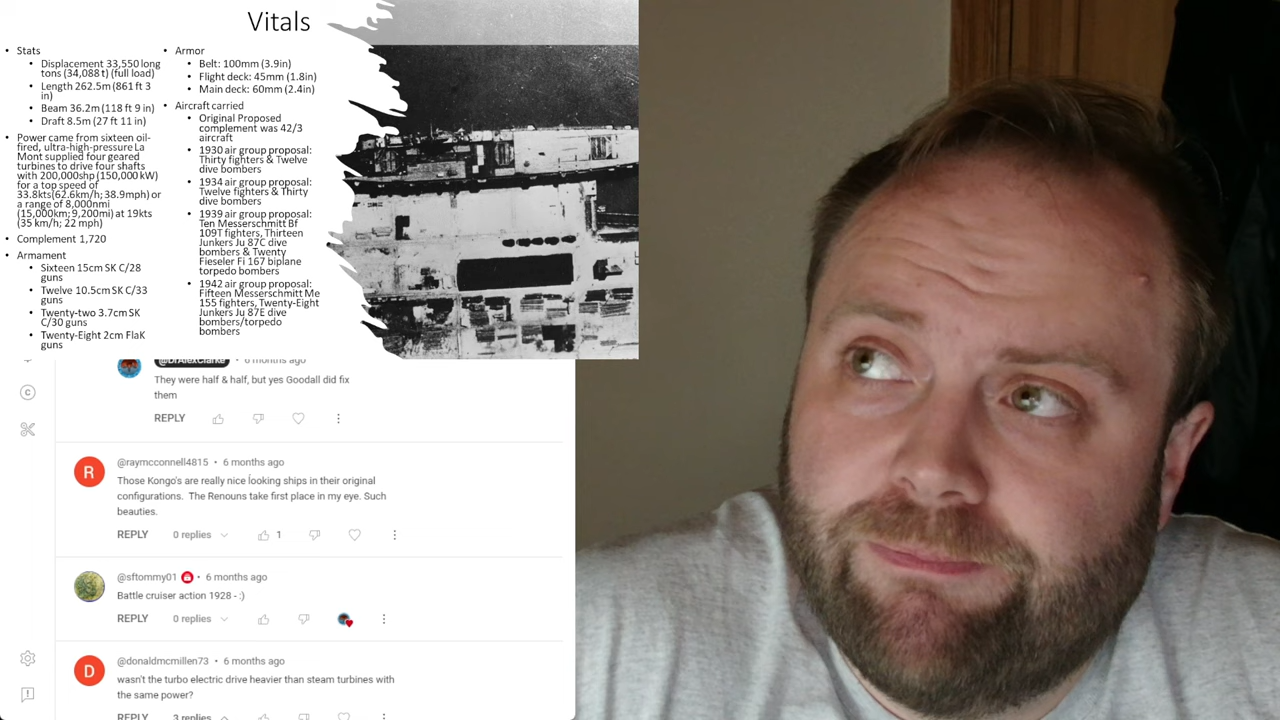 Vitals
• Stats
• Displacement 33,550 long
tons (34,088 t) (full load)
• Length 262.5m (861 ft 3
in)
• Beam 36.2m (118 ft 9 in)
• Draft 8.5m (27 ft 11 in)
• Power came from sixteen oil-
fired, ultra-high-pressure La
Mont supplied four geared
turbines to drive four shafts
with 200,000shp (150,000 kW)
for a top speed of
33.8kts(62.6km/h; 38.9mph) or
a range of 8,000nmi
(15,000km; 9,200mi) at 19kts
(35 km/h; 22 mph)
• Complement 1,720
• Armament
• Sixteen 15cm SK C/28
guns
• Twelve 10.5cm SK C/33
guns
• Twenty-two 3.7cm SK
C/30 guns
• Twenty-Eight 2cm FlaK
guns
• Armor
• Belt: 100mm (3.9in)
• Flight deck: 45mm (1.8in)
• Main deck: 60mm (2.4in)
• Aircraft carried
• Original Proposed
complement was 42/3
aircraft
• 1930 air group proposal:
Thirty fighters & Twelve
dive bombers
• 1934 air group proposal:
Twelve fighters & Thirty
dive bombers
• 1939 air group proposal:
Ten Messerschmitt Bf
109T fighters, Thirteen
Junkers Ju 87C dive
bombers & Twenty
Fieseler Fi 167 biplane
torpedo bombers
• 1942 air group proposal:
Fifteen Messerschmitt Me
155 fighters, Twenty-Eight
Junkers Ju 87E dive
bombers/torpedo
bombers
@DrAlexClarke • 6 months ago
They were half & half, but yes Goodall did fix
them
REPLY
@raymcconnell4815 • 6 months ago
Those Kongo's are really nice looking ships in their original
configurations. The Renouns take first place in my eye. Such
beauties.
REPLY 0 replies 1
@sftommy01 • 6 months ago
Battle cruiser action 1928 - :)
REPLY 0 replies
@donaldmcmillen73 • 6 months ago
wasn't the turbo electric drive heavier than steam turbines with
the same power?
REPLY 3 replies